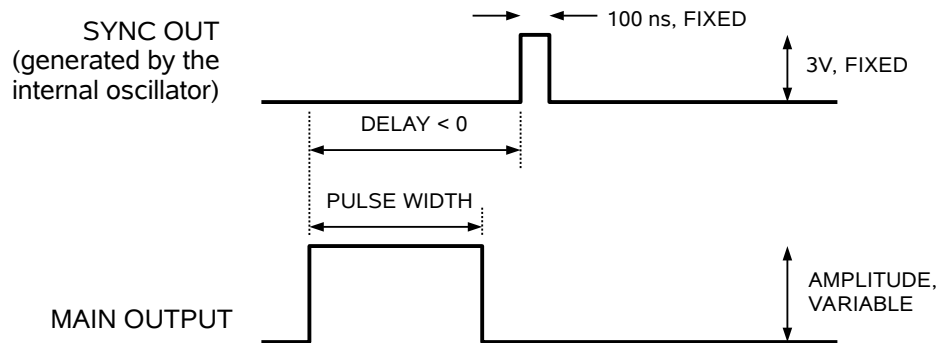 SYNC OUT
(generated by the
internal oscillator)
100 ns, FIXED
3V, FIXED
DELAY < 0
PULSE WIDTH
AMPLITUDE,
VARIABLE
MAIN OUTPUT